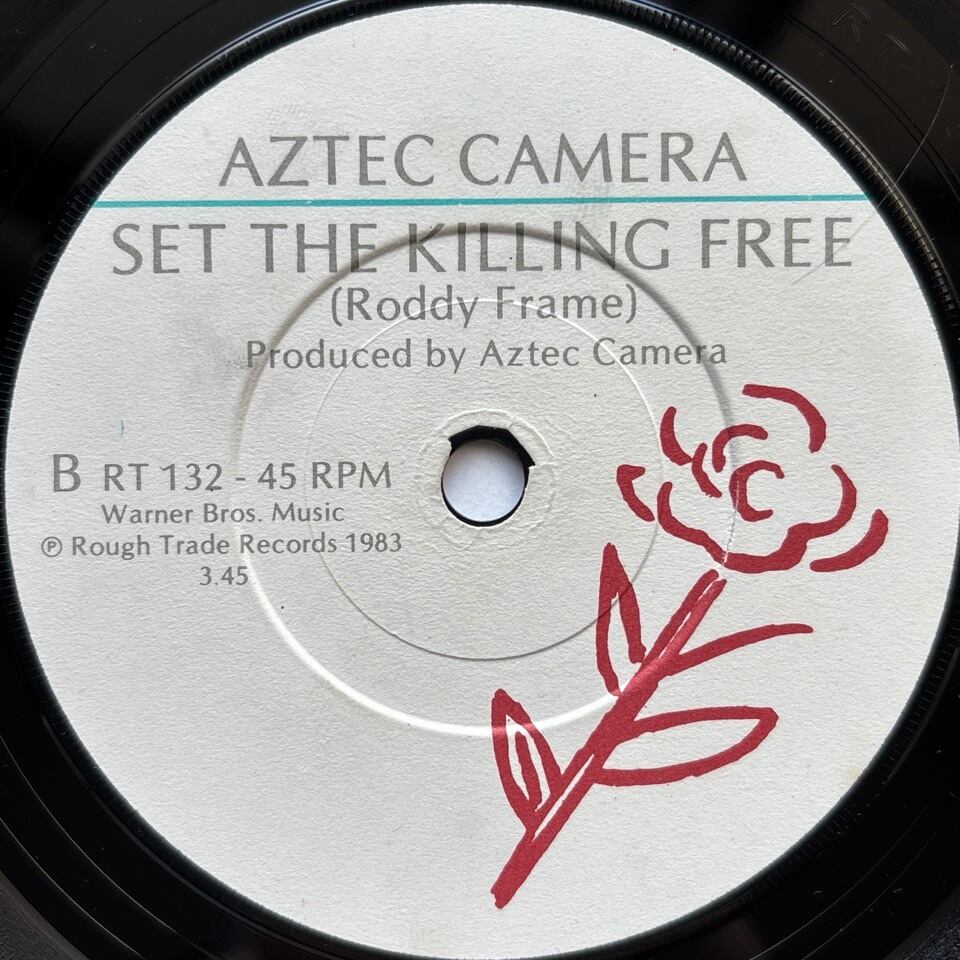 AZTEC CAMERA
SET THE KILLING FREE
(Roddy Frame)
Produced by Aztec Camera
B RT 132 - 45 RPM
Warner Bros. Music
℗ Rough Trade Records 1983
3.45